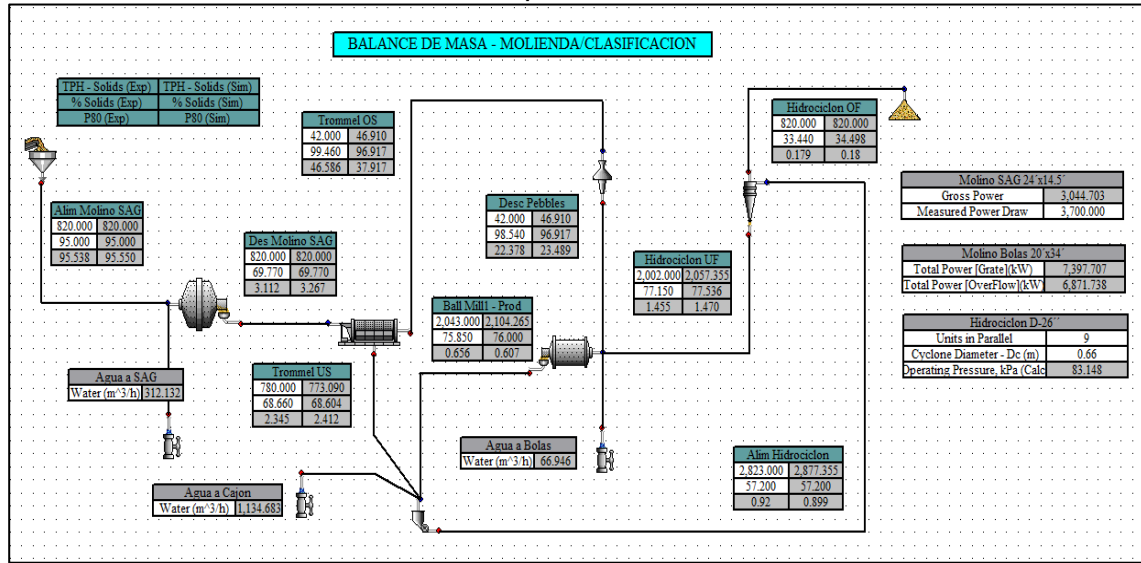 BALANCE DE MASA - MOLIENDA/CLASIFICACION
TPH - Solids (Exp) TPH - Solids (Sim)
% Solids (Exp) % Solids (Sim)
P80 (Exp) P80 (Sim)
Trommel OS
42.000 46.910
99.460 96.917
46.586 37.917
Hidrociclon OF
820.000 820.000
33.440 34.498
0.179 0.18
Alim Molino SAG
820.000 820.000
95.000 95.000
95.538 95.550
Des Molino SAG
820.000 820.000
69.770 69.770
3.112 3.267
Desc Pebbles
42.000 46.910
98.540 96.917
22.378 23.489
Hidrociclon UF
2,002.000 2,057.355
77.150 77.536
1.455 1.470
Molino SAG 24´x14.5´
Gross Power 3,044.703
Measured Power Draw 3,700.000
Molino Bolas 20´x34´
Total Power [Grate](kW) 7,397.707
Total Power [OverFlow](kW) 6,871.738
Hidrociclon D-26´´
Units in Parallel 9
Cyclone Diameter - Dc (m) 0.66
Operating Pressure, kPa (Calc 83.148
Ball Mill1 - Prod
2,043.000 2,104.265
75.850 76.000
0.656 0.607
Trommel US
780.000 773.090
68.660 68.604
2.345 2.412
Agua a SAG
Water (m^3/h) 312.132
Agua a Bolas
Water (m^3/h) 66.946
Alim Hidrociclon
2,823.000 2,877.355
57.200 57.200
0.92 0.899
Agua a Cajon
Water (m^3/h) 1,134.683